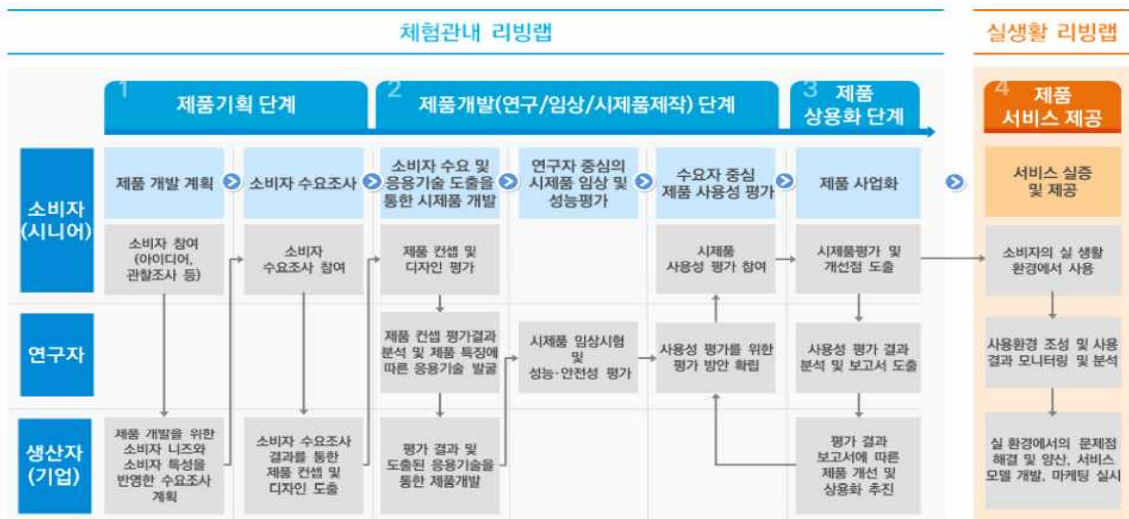 체험관내 리빙랩
실생활 리빙랩
1
제품기획 단계
2
제품개발(연구/임상/시제품제작) 단계
3 제품
상용화 단계
4 제품
서비스 제공
소비자
(시니어)
제품 개발 계획
소비자 수요조사
소비자 수요 및
응용기술 도출을
통한 시제품 개발
연구자 중심의
시제품 임상 및
성능평가
수요자 중심
제품 사용성 평가
제품 사업화
서비스 실증
및 제공
소비자 참여
(아이디어,
관찰조사 등)
소비자
수요조사 참여
제품 컨셉 및
디자인 평가
시제품
사용성 평가 참여
시제품평가 및
개선점 도출
소비자의 실 생활
환경에서 사용
연구자
제품 컨셉 평가결과
분석 및 제품 특징에
따른 응용기술 발굴
시제품 임상시험
및
성능·안전성 평가
사용성 평가를 위한
평가 방안 확립
사용성 평가 결과
분석 및 보고서 도출
사용환경 조성 및 사용
결과 모니터링 및 분석
생산자
(기업)
제품 개발을 위한
소비자 니즈와
소비자 특성을
반영한 수요조사
계획
소비자 수요조사
결과를 통한
제품 컨셉 및
디자인 도출
평가 결과 및
도출된 응용기술을
통한 제품개발
평가 결과
보고서에 따른
제품 개선 및
상용화 추진
실 환경에서의 문제점
해결 및 양산, 서비스
모델 개발, 마케팅 실시